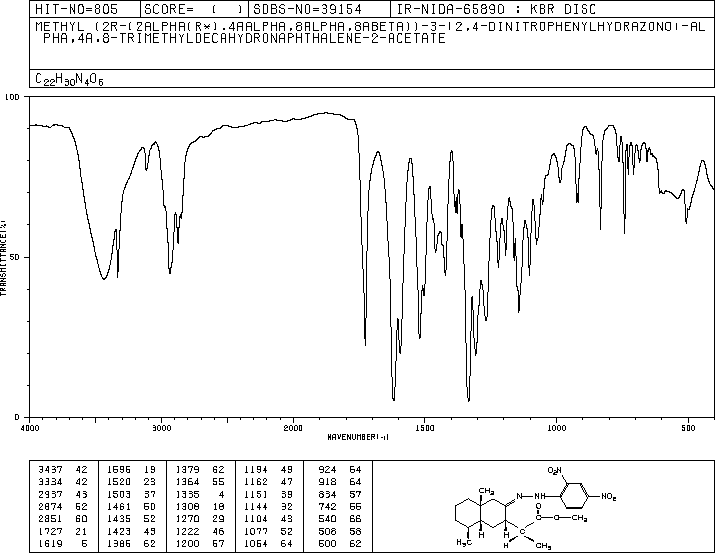 HIT-NO=805 SCORE= ( ) SDBS-NO=39154 IR-NIDA-65890 : KBR DISC
METHYL (2R-(2ALPHA(R*),4AALPHA,8ALPHA,8ABETA))-3-(2,4-DINITROPHENYLHYDRAZONO)-AL
PHA,4A,8-TRIMETHYLDECAHYDRONAPHTHALENE-2-ACETATE
C22H30N4O6
100
50
0
TRANSMITTANCE(%)
4000 3000 2000 1500 1000 500
WAVENUMBER(-1)
3437 42 1596 19 1379 62 1194 49 924 64
3334 42 1520 23 1364 55 1162 47 918 64
2937 43 1503 37 1335 4 1151 39 834 57
2874 52 1461 50 1308 18 1144 32 742 55
2851 60 1435 52 1270 29 1104 43 540 66
1727 21 1423 49 1222 46 1077 52 508 58
1619 5 1386 62 1200 57 1064 64 500 62
O2N
CH3
N
NH
NO2
O
C
O
CH3
H
H
C
H3C
H
CH3